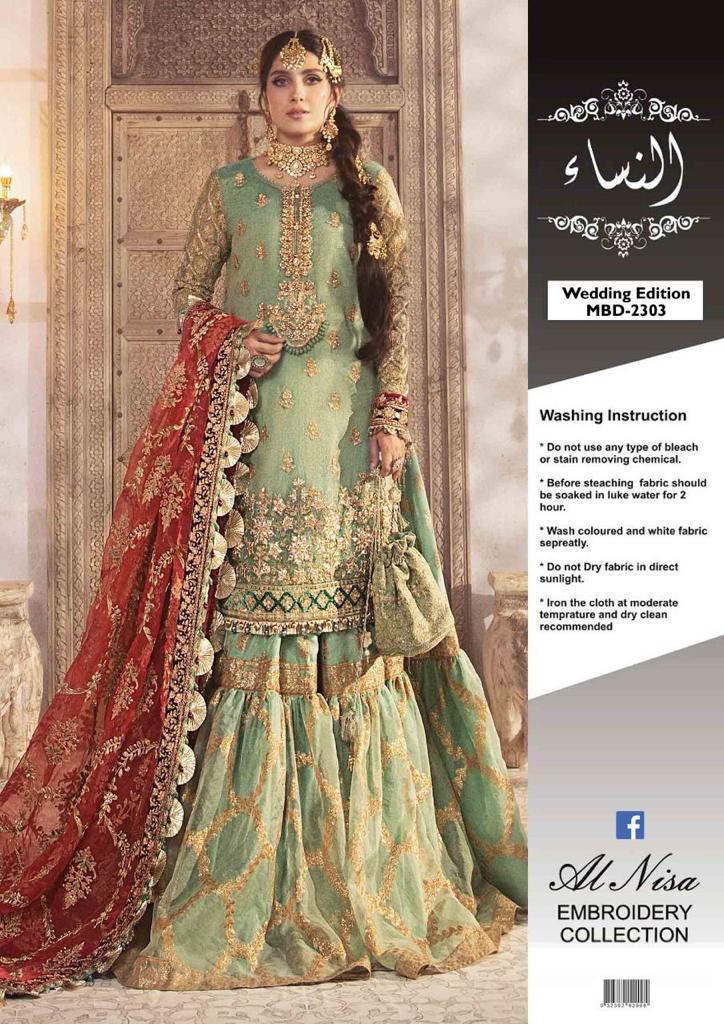 النساء
Wedding Edition
MBD-2303
Washing Instruction
* Do not use any type of bleach
or stain removing chemical.
* Before steaching fabric should
be soaked in luke water for 2
hour.
* Wash coloured and white fabric
sepreatly.
* Do not Dry fabric in direct
sunlight.
* Iron the cloth at moderate
temprature and dry clean
recommended
f
Al Nisa
EMBROIDERY
COLLECTION